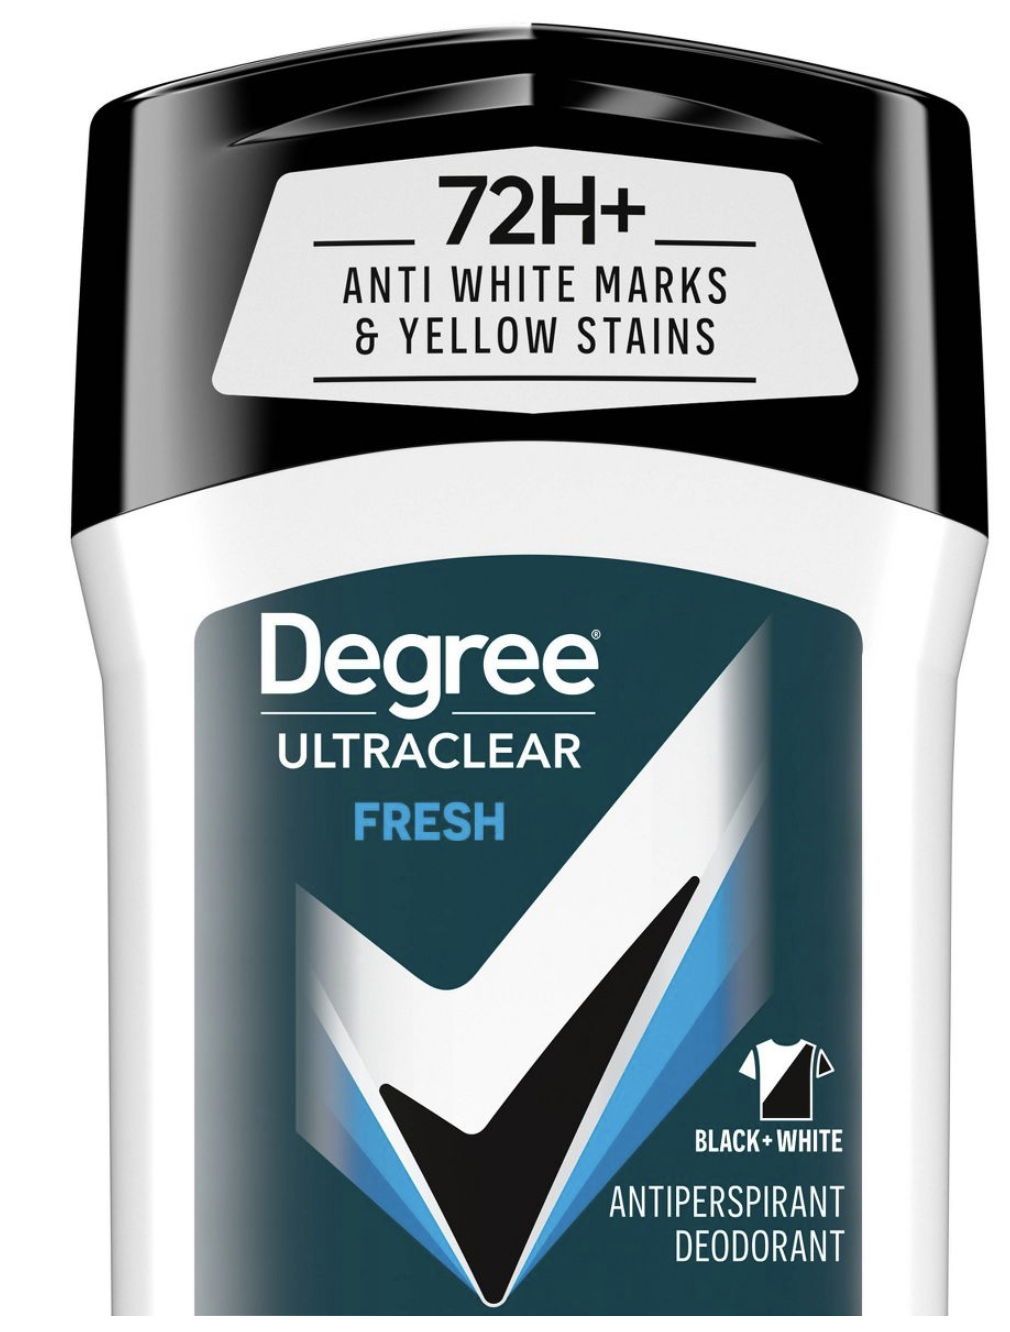 72H+
ANTI WHITE MARKS
& YELLOW STAINS
Degree®
ULTRACLEAR
FRESH
BLACK+WHITE
ANTIPERSPIRANT
DEODORANT